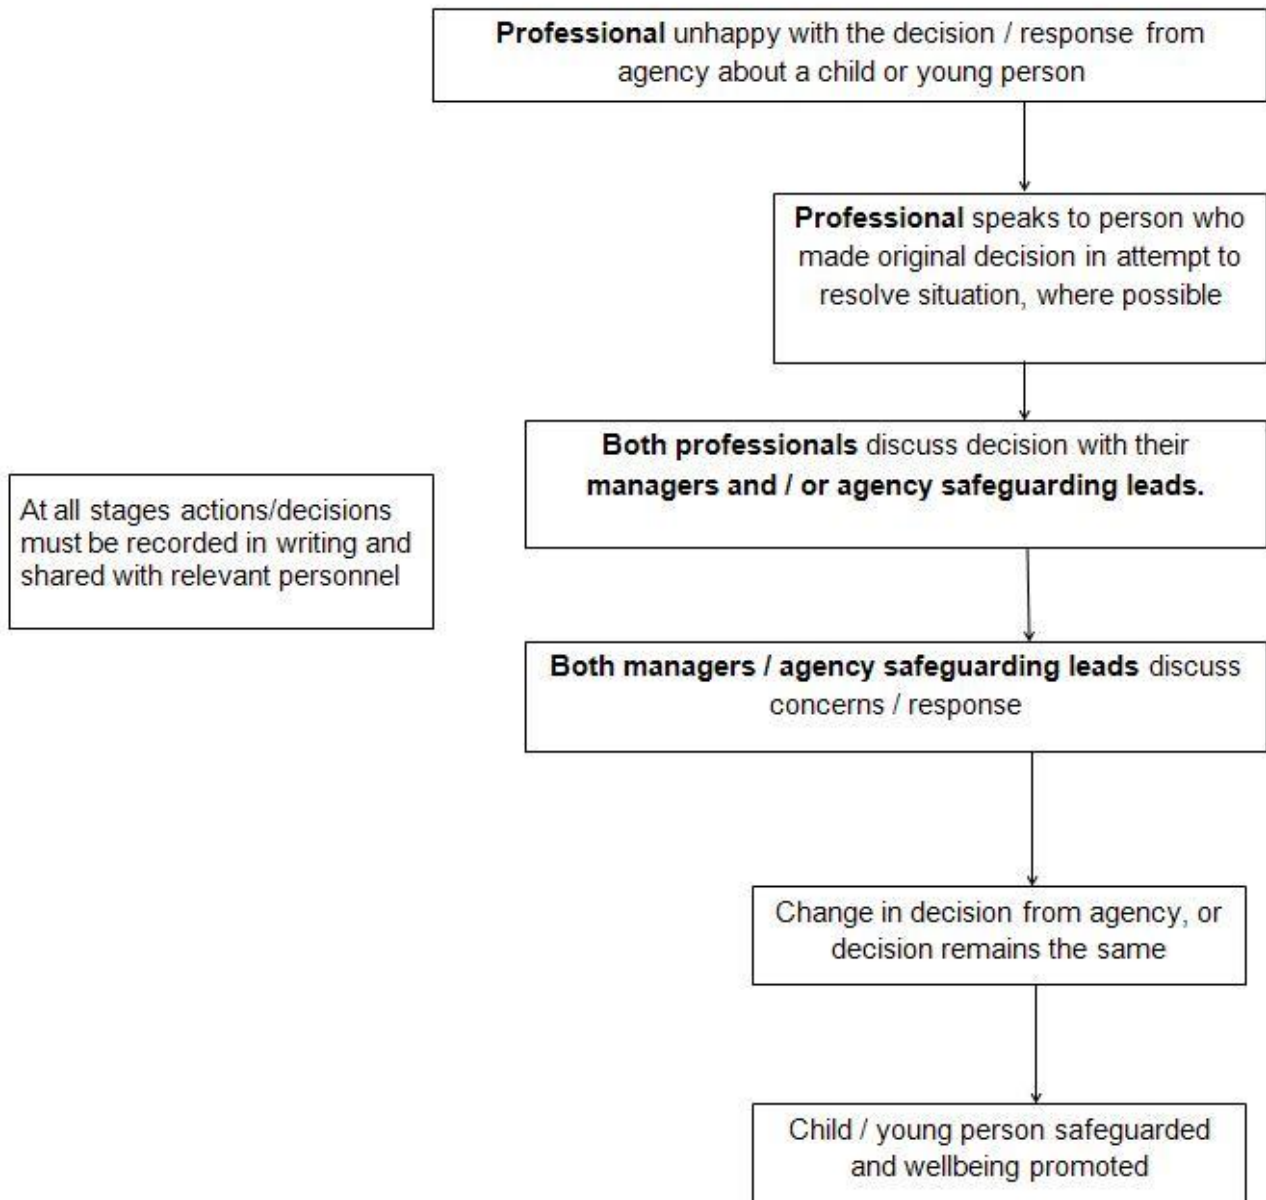 Professional unhappy with the decision / response from
agency about a child or young person
Professional speaks to person who
made original decision in attempt to
resolve situation, where possible
Both professionals discuss decision with their
managers and / or agency safeguarding leads.
At all stages actions/decisions
must be recorded in writing and
shared with relevant personnel
Both managers / agency safeguarding leads discuss
concerns / response
Change in decision from agency, or
decision remains the same
Child / young person safeguarded
and wellbeing promoted